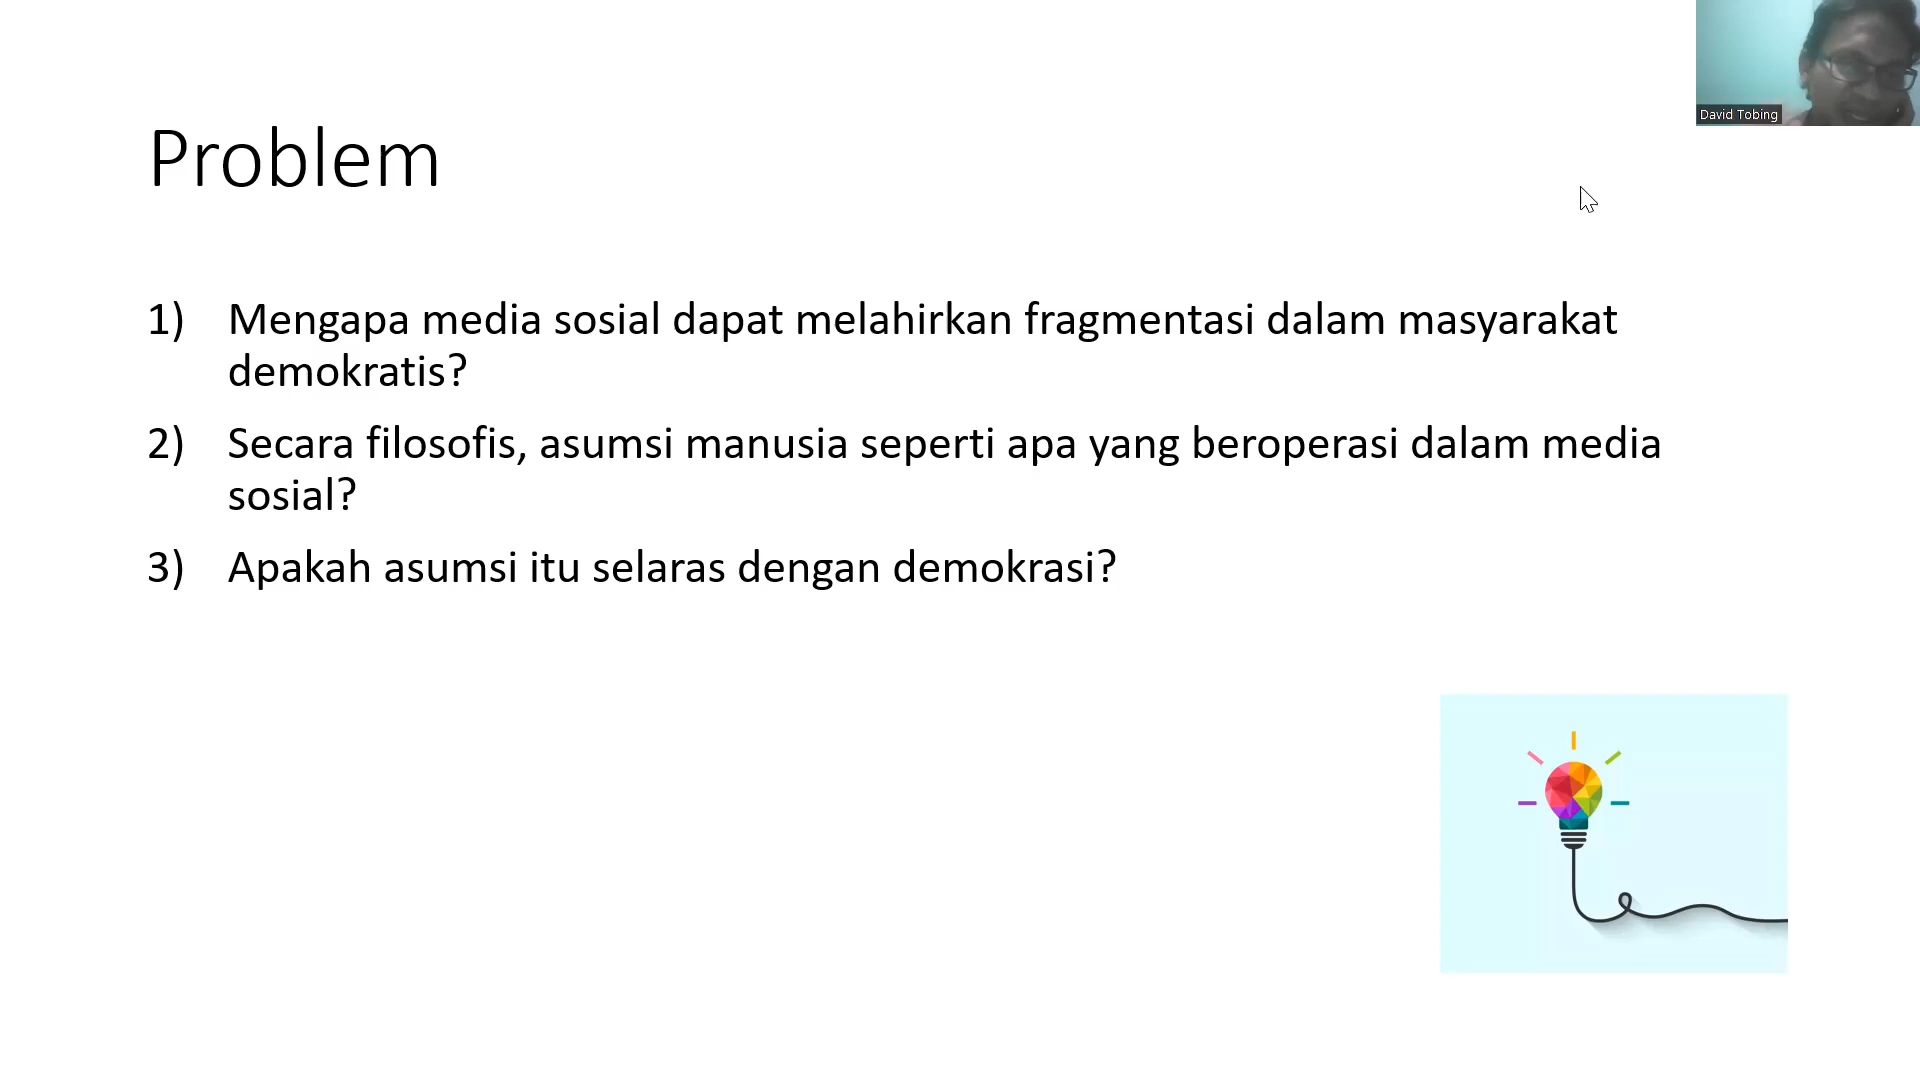 David Tobing
Problem
1) Mengapa media sosial dapat melahirkan fragmentasi dalam masyarakat
demokratis?
2) Secara filosofis, asumsi manusia seperti apa yang beroperasi dalam media
sosial?
3) Apakah asumsi itu selaras dengan demokrasi?